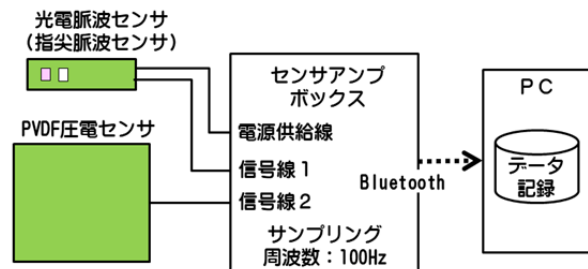 光電脈波センサ
（指尖脈波センサ）
PVDF圧電センサ
センサアンプ
ボックス
電源供給線
信号線１
信号線２
サンプリング
周波数：100Hz
Bluetooth
ＰＣ
データ
記録